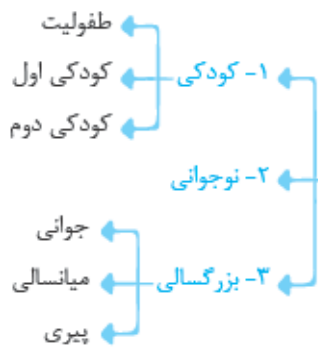 ۱- کودکی
طفولیت
کودکی اول
کودکی دوم
۲- نوجوانی
۳- بزرگسالی
جوانی
میانسالی
پیری